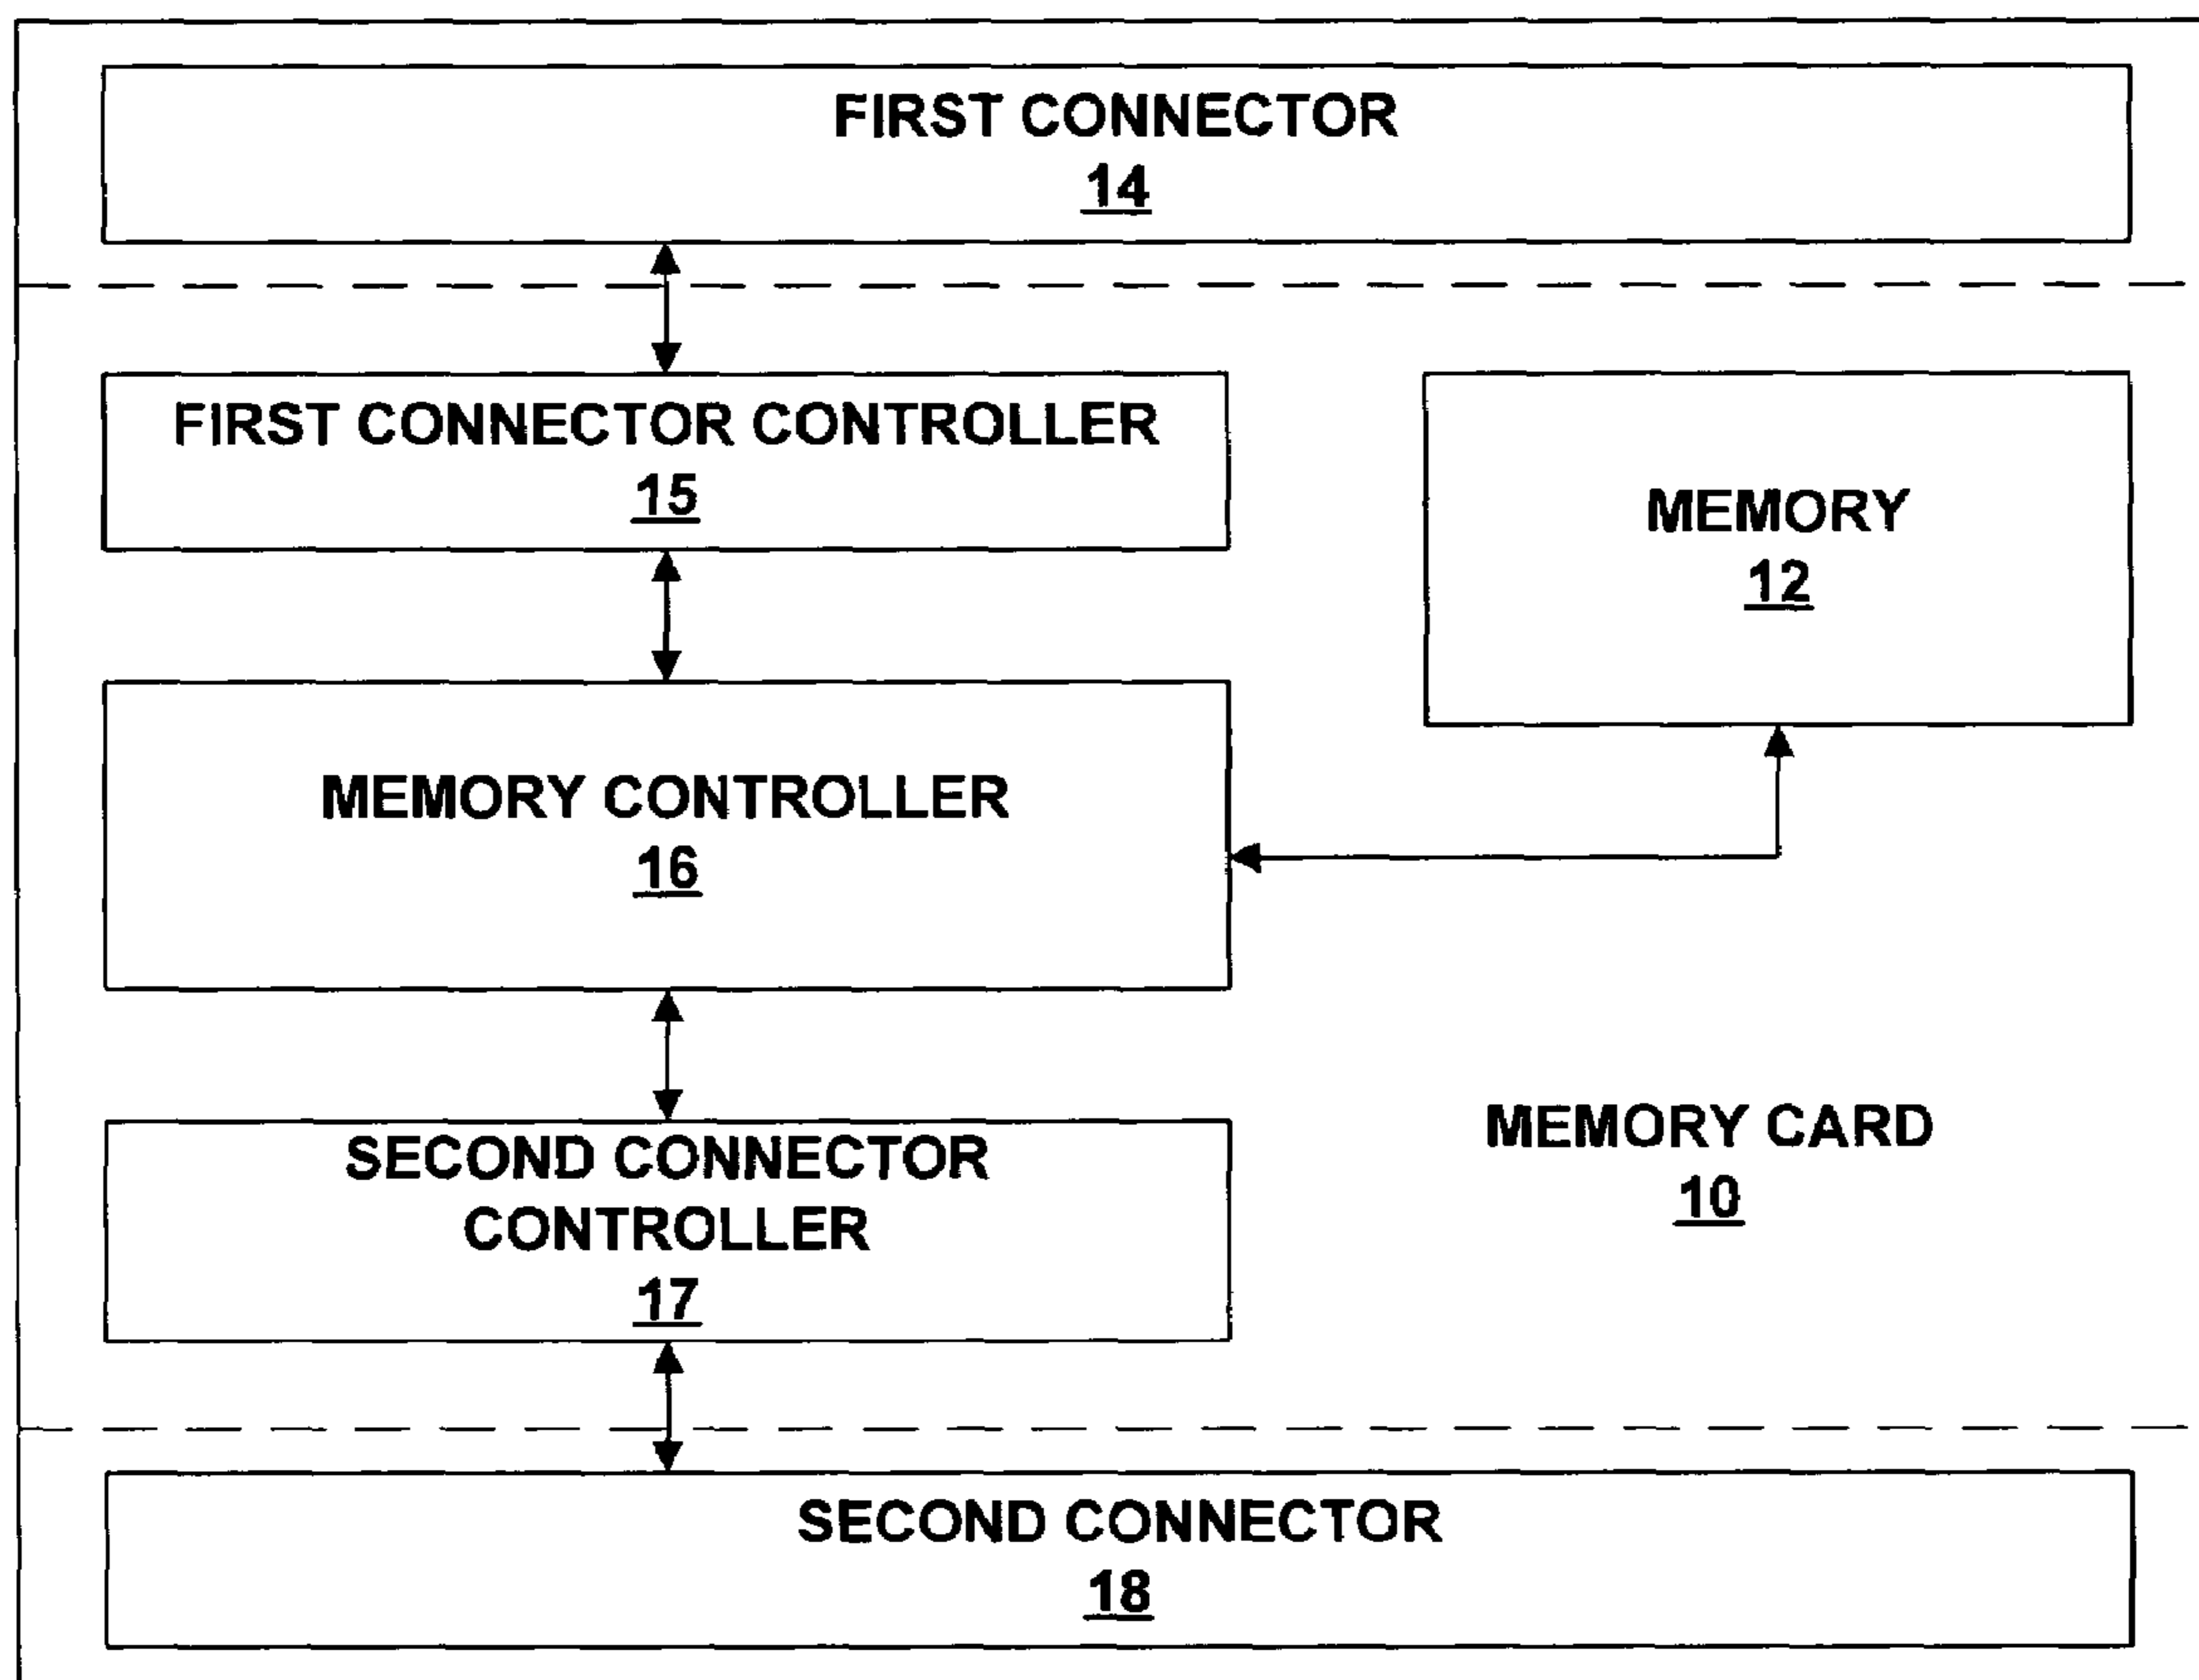 FIRST CONNECTOR
14
FIRST CONNECTOR CONTROLLER
15
MEMORY
12
MEMORY CONTROLLER
16
SECOND CONNECTOR
CONTROLLER
17
MEMORY CARD
10
SECOND CONNECTOR
18